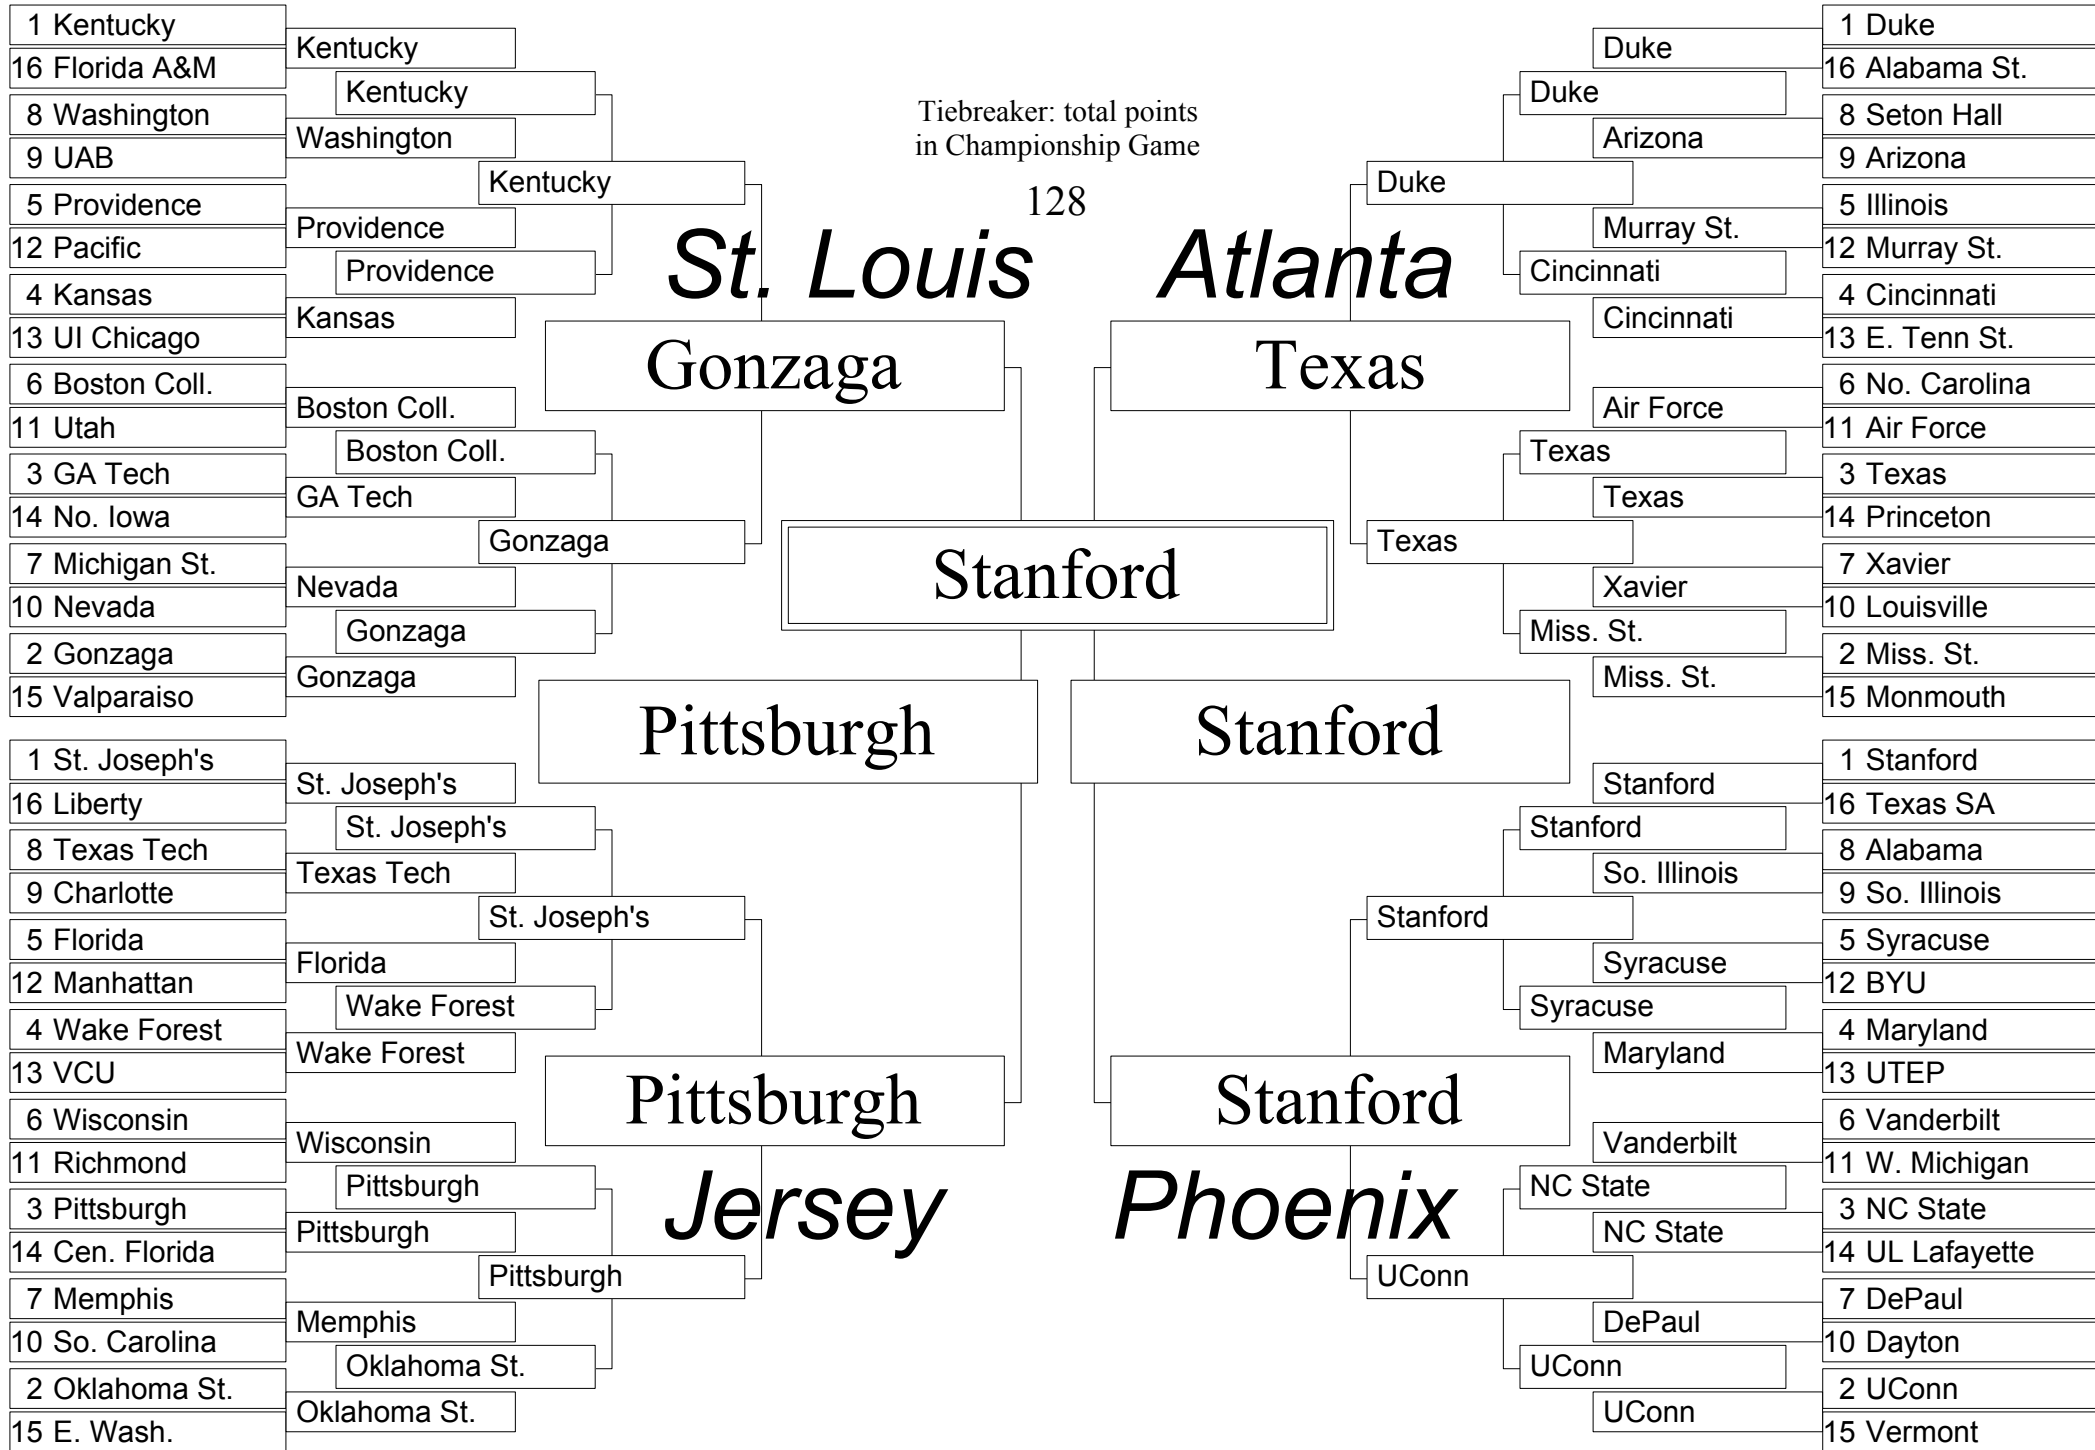 1 Kentucky
16 Florida A&M
8 Washington
9 UAB
5 Providence
12 Pacific
4 Kansas
13 UI Chicago
6 Boston Coll.
11 Utah
3 GA Tech
14 No. Iowa
7 Michigan St.
10 Nevada
2 Gonzaga
15 Valparaiso
Kentucky
Washington
Providence
Kansas
Boston Coll.
GA Tech
Nevada
Gonzaga
Kentucky
Providence
Boston Coll.
Gonzaga
Kentucky
Gonzaga
St. Louis
Gonzaga
1 St. Joseph's
16 Liberty
8 Texas Tech
9 Charlotte
5 Florida
12 Manhattan
4 Wake Forest
13 VCU
6 Wisconsin
11 Richmond
3 Pittsburgh
14 Cen. Florida
7 Memphis
10 So. Carolina
2 Oklahoma St.
15 E. Wash.
St. Joseph's
Texas Tech
Florida
Wake Forest
Wisconsin
Pittsburgh
Memphis
Oklahoma St.
St. Joseph's
Wake Forest
Pittsburgh
Oklahoma St.
St. Joseph's
Pittsburgh
Pittsburgh
Jersey
Tiebreaker: total points
in Championship Game
128
Stanford
Pittsburgh
Stanford
Atlanta
Texas
Duke
Texas
Duke
Cincinnati
Texas
Miss. St.
Duke
Arizona
Murray St.
Cincinnati
Air Force
Texas
Xavier
Miss. St.
1 Duke
16 Alabama St.
8 Seton Hall
9 Arizona
5 Illinois
12 Murray St.
4 Cincinnati
13 E. Tenn St.
6 No. Carolina
11 Air Force
3 Texas
14 Princeton
7 Xavier
10 Louisville
2 Miss. St.
15 Monmouth
Stanford
Phoenix
Stanford
UConn
Stanford
Syracuse
NC State
UConn
Stanford
So. Illinois
Syracuse
Maryland
Vanderbilt
NC State
DePaul
UConn
1 Stanford
16 Texas SA
8 Alabama
9 So. Illinois
5 Syracuse
12 BYU
4 Maryland
13 UTEP
6 Vanderbilt
11 W. Michigan
3 NC State
14 UL Lafayette
7 DePaul
10 Dayton
2 UConn
15 Vermont